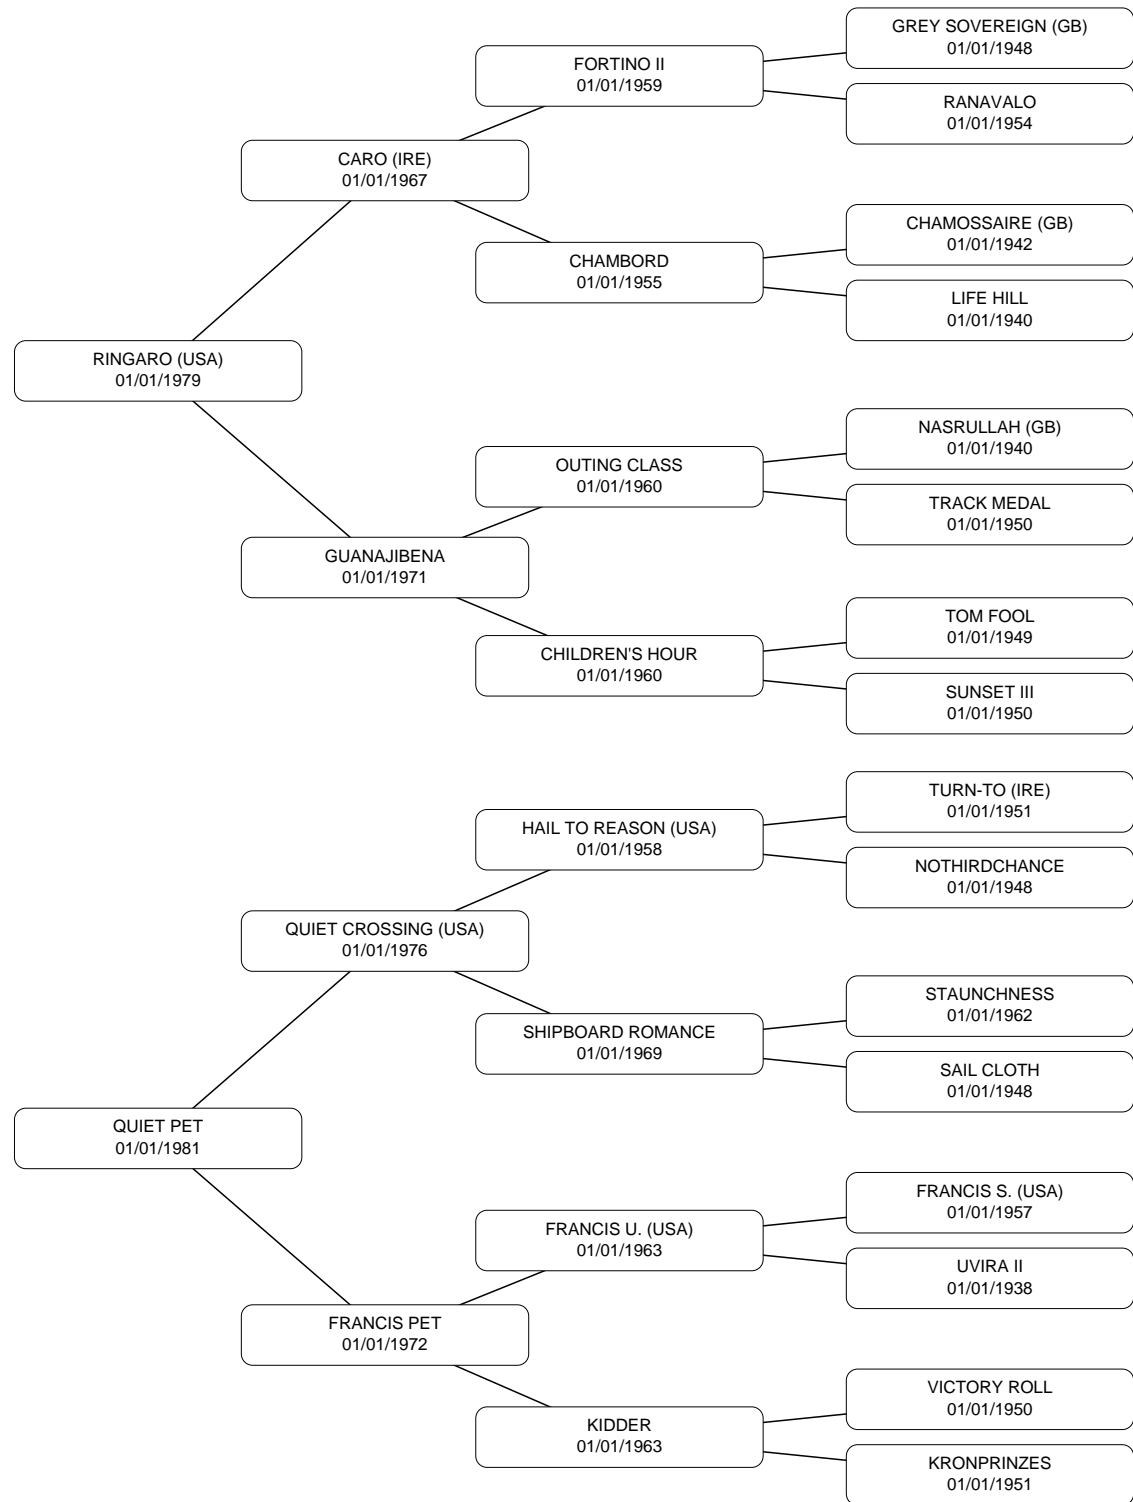 GREY SOVEREIGN (GB)
01/01/1948
FORTINO II
01/01/1959
RANAVALO
01/01/1954
CARO (IRE)
01/01/1967
CHAMOSSAIRE (GB)
01/01/1942
CHAMBORD
01/01/1955
LIFE HILL
01/01/1940
RINGARO (USA)
01/01/1979
NASRULLAH (GB)
01/01/1940
OUTING CLASS
01/01/1960
TRACK MEDAL
01/01/1950
GUANAJIBENA
01/01/1971
TOM FOOL
01/01/1949
CHILDREN'S HOUR
01/01/1960
SUNSET III
01/01/1950
TURN-TO (IRE)
01/01/1951
HAIL TO REASON (USA)
01/01/1958
NOTHIRDCHANCE
01/01/1948
QUIET CROSSING (USA)
01/01/1976
STAUNCHNESS
01/01/1962
SHIPBOARD ROMANCE
01/01/1969
SAIL CLOTH
01/01/1948
QUIET PET
01/01/1981
FRANCIS S. (USA)
01/01/1957
FRANCIS U. (USA)
01/01/1963
UVIRA II
01/01/1938
FRANCIS PET
01/01/1972
VICTORY ROLL
01/01/1950
KIDDER
01/01/1963
KRONPRINZES
01/01/1951